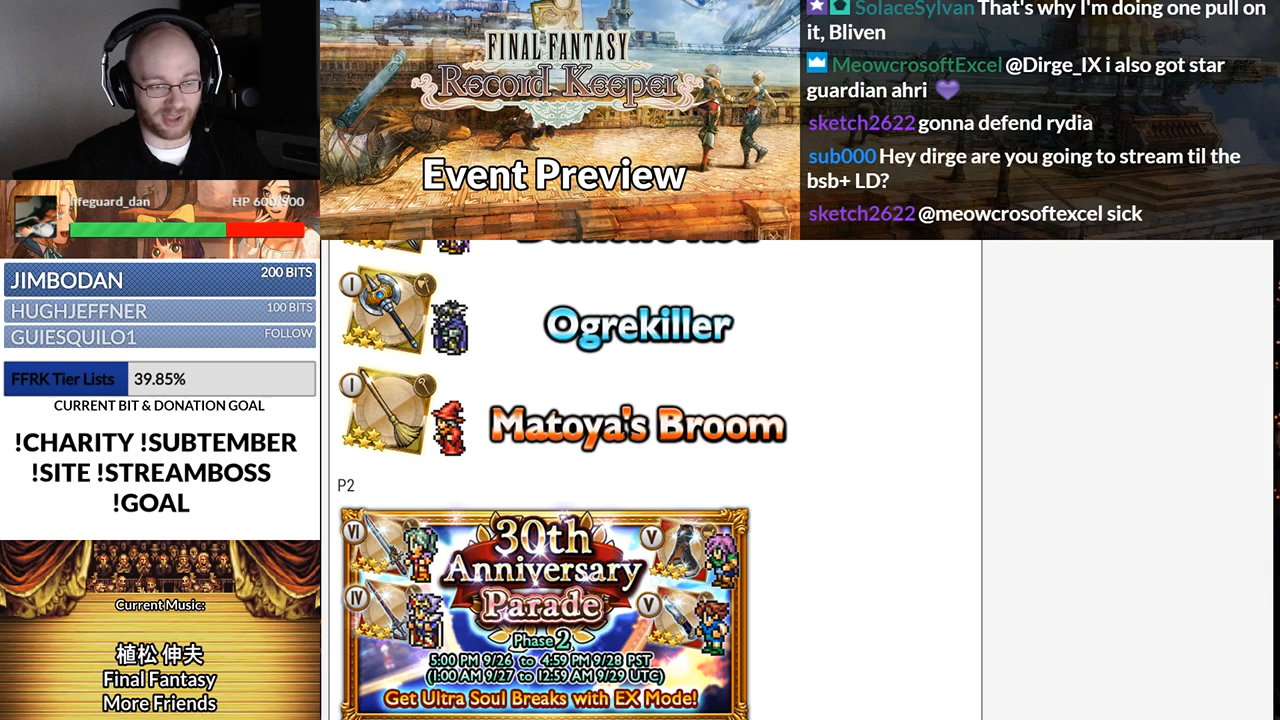 FINAL FANTASY
Record Keeper
Event Preview
SolaceSylvan That's why I'm doing one pull on
it, Bliven
MeowcrosoftExcel @Dirge_IX i also got star
guardian ahri
sketch2622 gonna defend rydia
sub000 Hey dirge are you going to stream til the
bsb+ LD?
sketch2622 @meowcrosoftexcel sick
lifeguard_dan HP 600/900
JIMBODAN 200 BITS
HUGHJEFFNER 100 BITS
GUIESQUILO1 FOLLOW
FFRK Tier Lists 39.85%
CURRENT BIT & DONATION GOAL
!CHARITY !SUBTEMBER
!SITE !STREAMBOSS
!GOAL
Current Music:
植松 伸夫
Final Fantasy
More Friends
I
Ogrekiller
I
Matoya's Broom
P2
VI
V
IV
V
30th
Anniversary
Parade
Phase 2
5:00 PM 9/26 to 4:59 PM 9/28 PST
(1:00 AM 9/27 to 12:59 AM 9/29 UTC)
Get Ultra Soul Breaks with EX Mode!